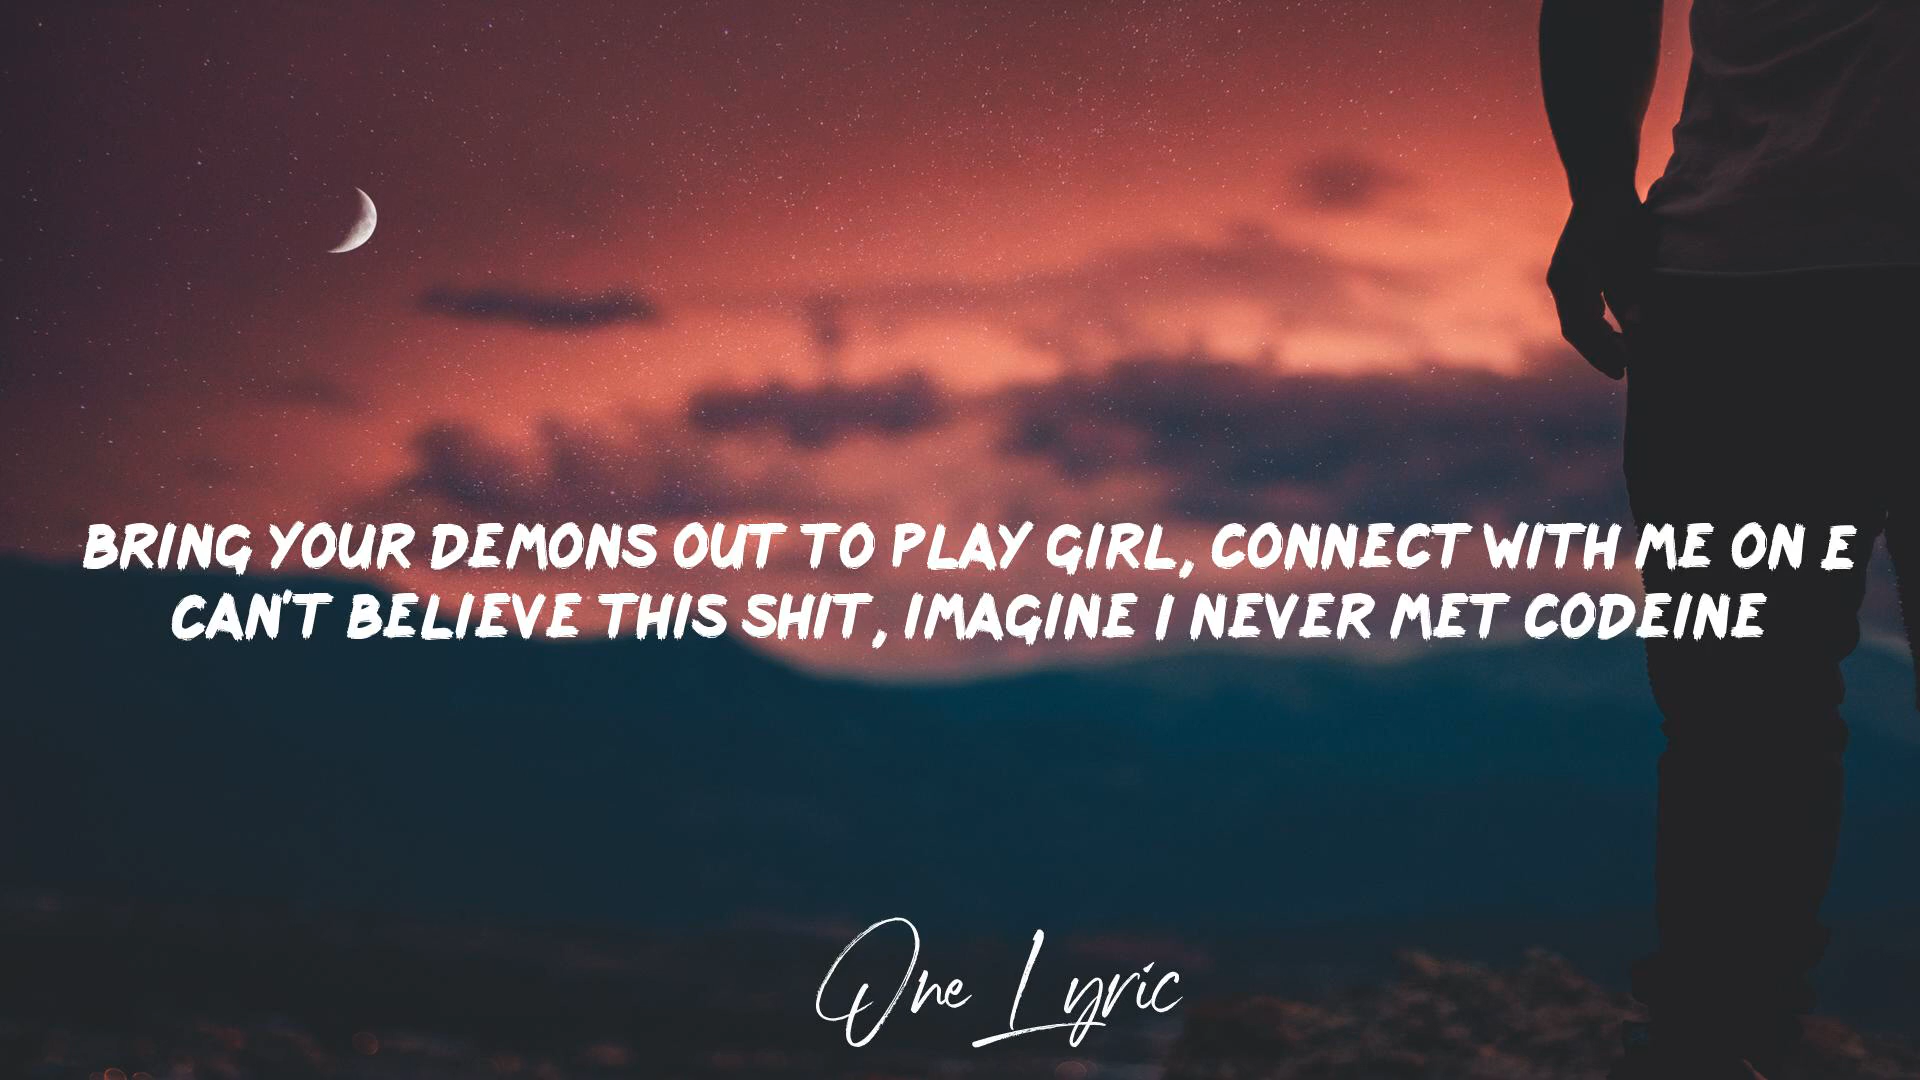 BRING YOUR DEMONS OUT TO PLAY GIRL, CONNECT WITH ME ON E
CAN'T BELIEVE THIS SHIT, IMAGINE I NEVER MET CODEINE
One Lyric